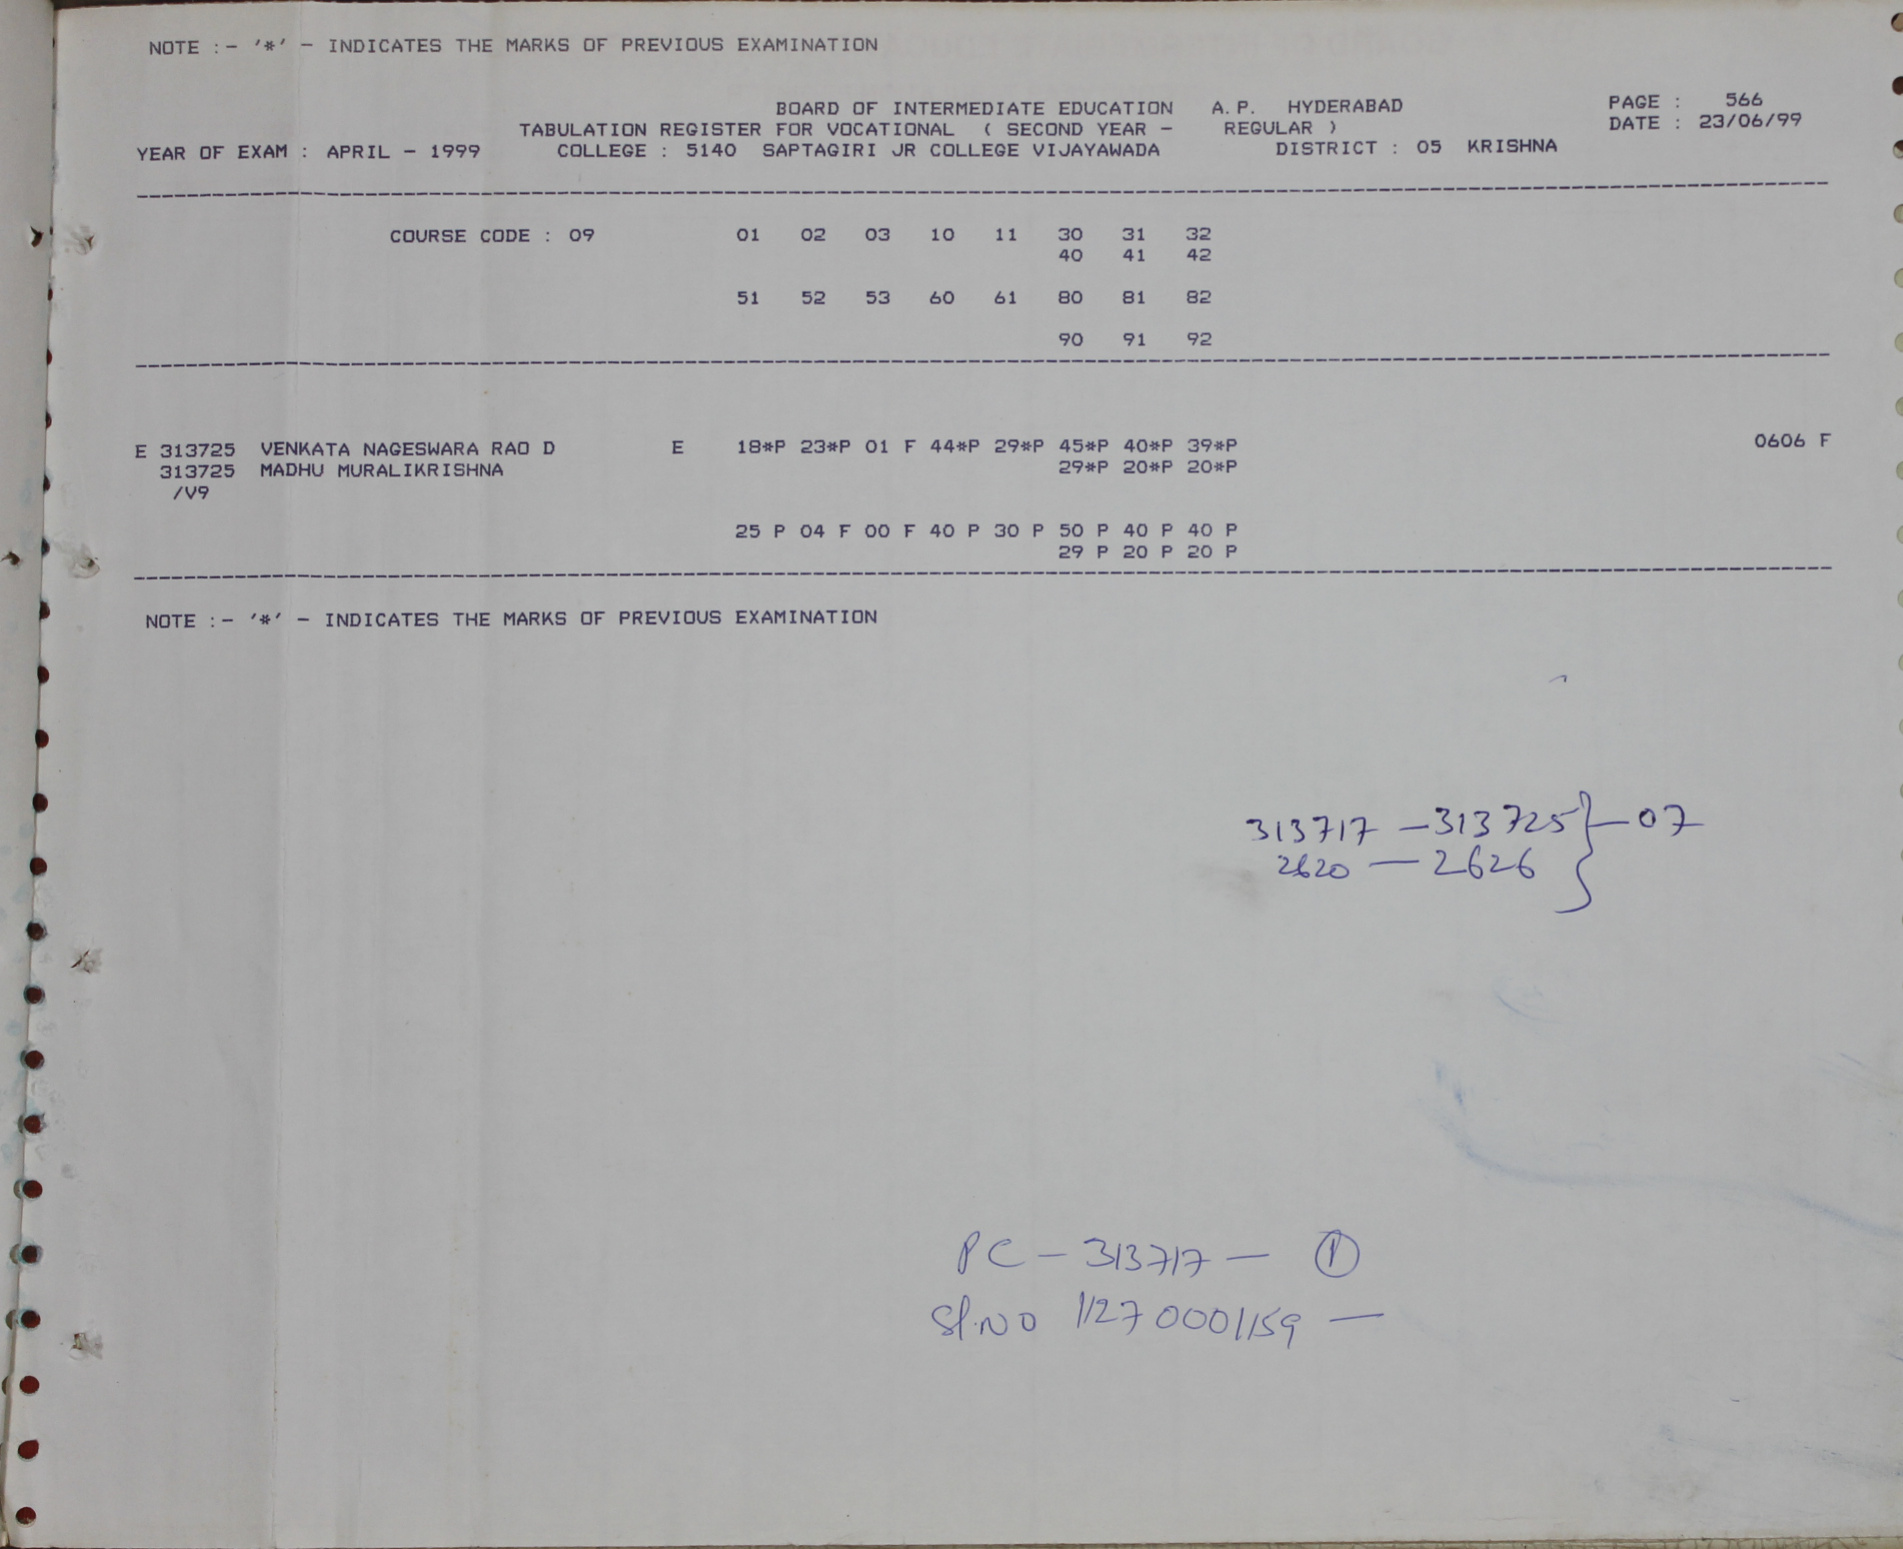 NOTE :- '*' - INDICATES THE MARKS OF PREVIOUS EXAMINATION
BOARD OF INTERMEDIATE EDUCATION A.P. HYDERABAD PAGE : 566
TABULATION REGISTER FOR VOCATIONAL ( SECOND YEAR - REGULAR ) DATE : 23/06/99
YEAR OF EXAM : APRIL - 1999 COLLEGE : 5140 SAPTAGIRI JR COLLEGE VIJAYAWADA DISTRICT : 05 KRISHNA
COURSE CODE : 09 01 02 03 10 11 30 31 32
40 41 42
51 52 53 60 61 80 81 82
90 91 92
E 313725 VENKATA NAGESWARA RAO D E 18*P 23*P 01 F 44*P 29*P 45*P 40*P 39*P 0606 F
313725 MADHU MURALIKRISHNA 29*P 20*P 20*P
/V9
25 P 04 F 00 F 40 P 30 P 50 P 40 P 40 P
29 P 20 P 20 P
NOTE :- '*' - INDICATES THE MARKS OF PREVIOUS EXAMINATION
313717 - 313725 } - 07
2620 - 2626
PC - 313717 - 1
Sl.NO 11270001159 -